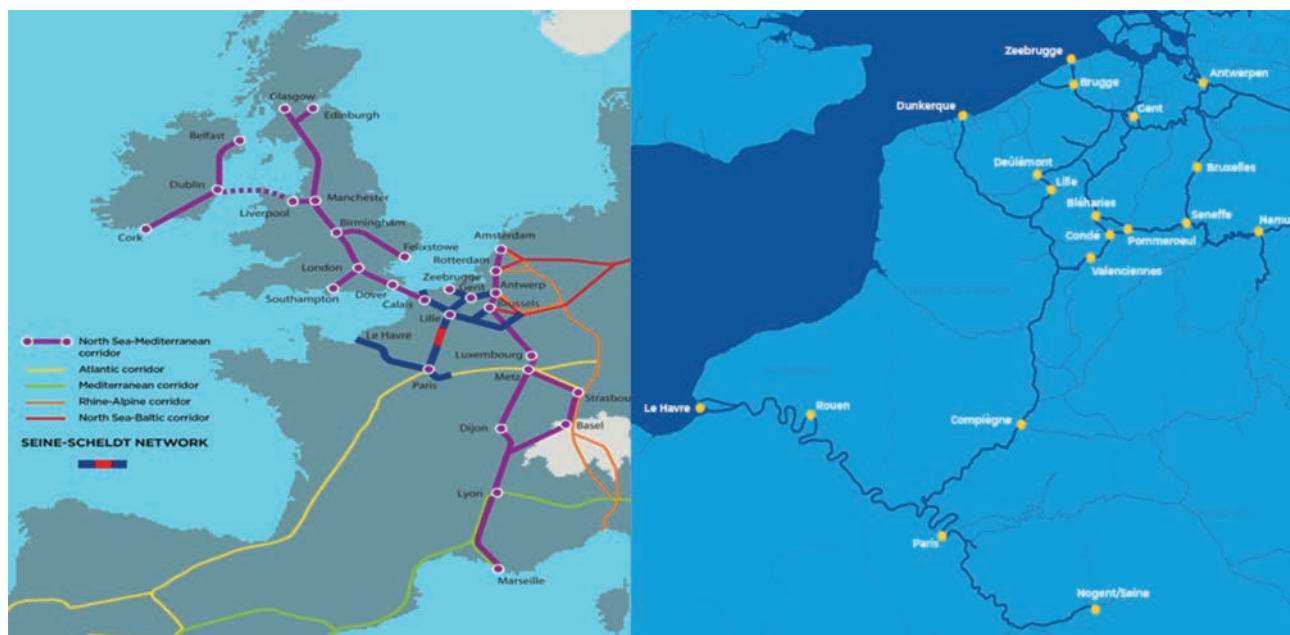 Glasgow
Edinburgh
Belfast
Dublin
Manchester
Liverpool
Birmingham
Cork
Felixstowe
Amsterdam
London
Rotterdam
Zeebrugge
Southampton
Dover
Gent
Antwerp
Calais
Brussels
Lille
Le Havre
North Sea-Mediterranean
corridor
Luxembourg
Atlantic corridor
Paris
Metz
Mediterranean corridor
Rhine-Alpine corridor
Strasbou
North Sea-Baltic corridor
Dijon
Basel
SEINE-SCHELDT NETWORK
Lyon
Marseille
Zeebrugge
Antwerpen
Brugge
Dunkerque
Gent
Deûlémont
Bruxelles
Lille
Bléharies
Seneffe
Namu
Condé
Pommeroeul
Valenciennes
Le Havre
Rouen
Compiègne
Paris
Nogent/Seine